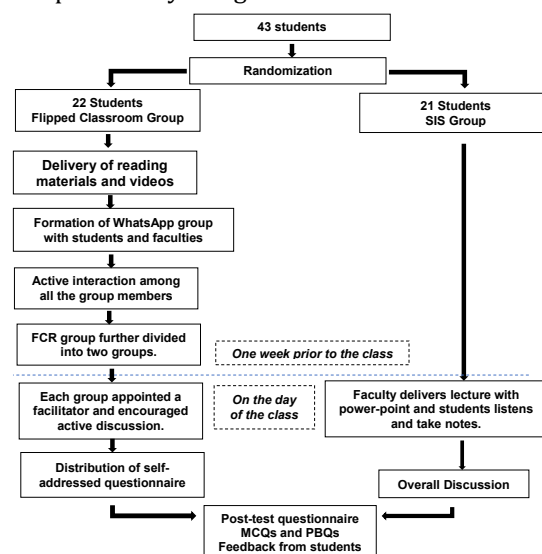 43 students
Randomization
22 Students
Flipped Classroom Group
21 Students
SIS Group
Delivery of reading
materials and videos
Formation of WhatsApp group
with students and faculties
Active interaction among
all the group members
FCR group further divided
into two groups.
One week prior to the class
Each group appointed a
facilitator and encouraged
active discussion.
On the day
of the class
Faculty delivers lecture with
power-point and students listens
and take notes.
Distribution of self-
addressed questionnaire
Overall Discussion
Post-test questionnaire
MCQs and PBQs
Feedback from students